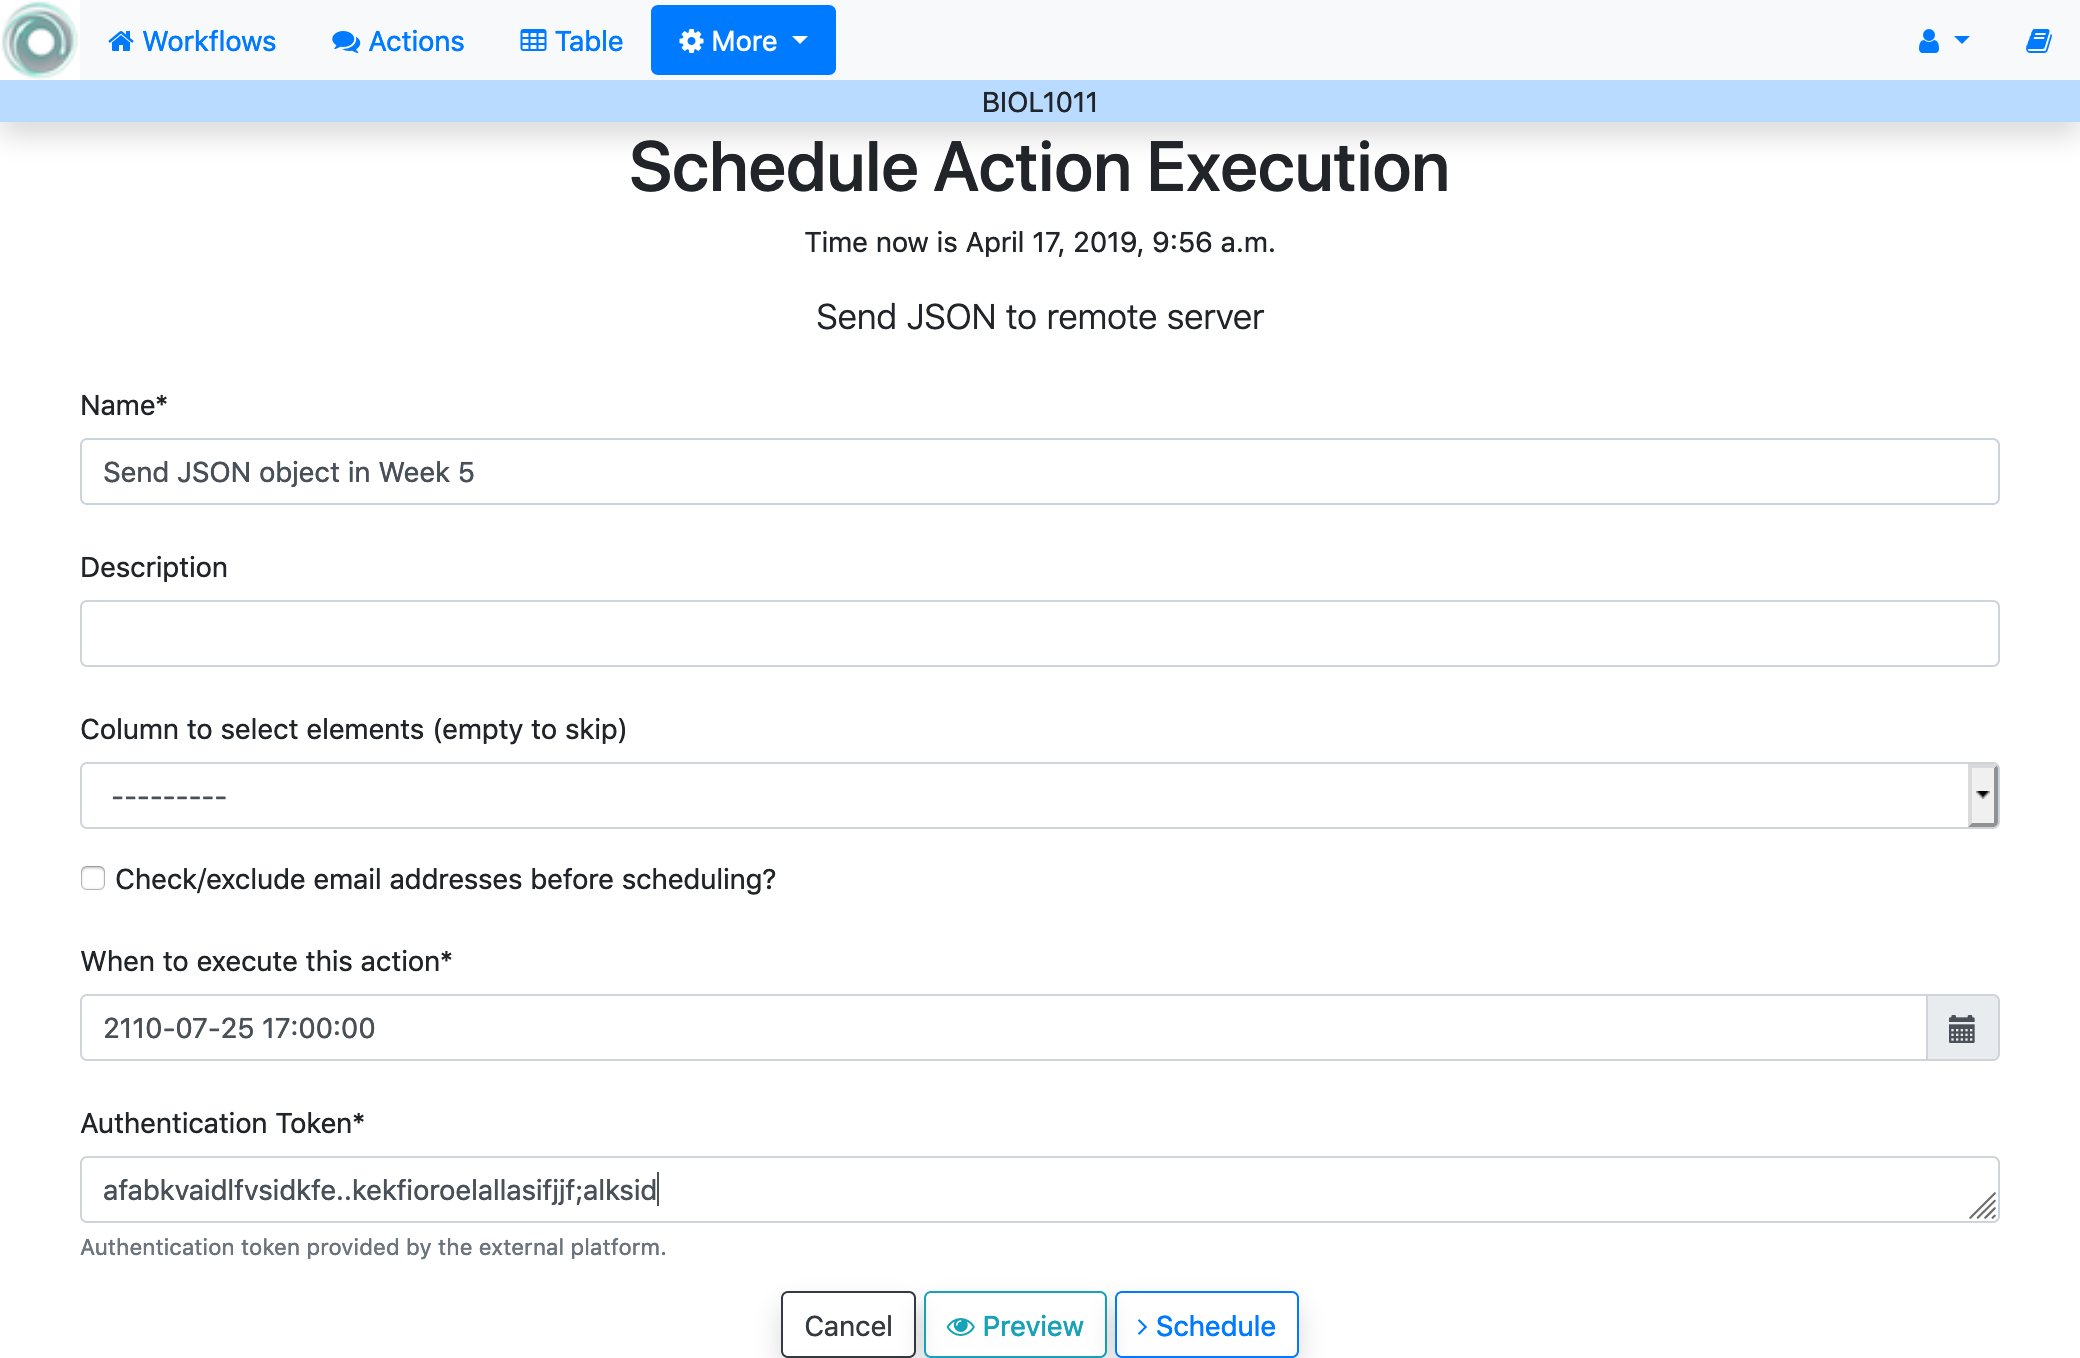 Workflows Actions Table More
BIOL1011
Schedule Action Execution
Time now is April 17, 2019, 9:56 a.m.
Send JSON to remote server
Name*
Send JSON object in Week 5
Description
Column to select elements (empty to skip)
---------
Check/exclude email addresses before scheduling?
When to execute this action*
2110-07-25 17:00:00
Authentication Token*
afabkvaidlfvsidkfe..kekfioroelallasifjjf;alksid
Authentication token provided by the external platform.
Cancel Preview Schedule